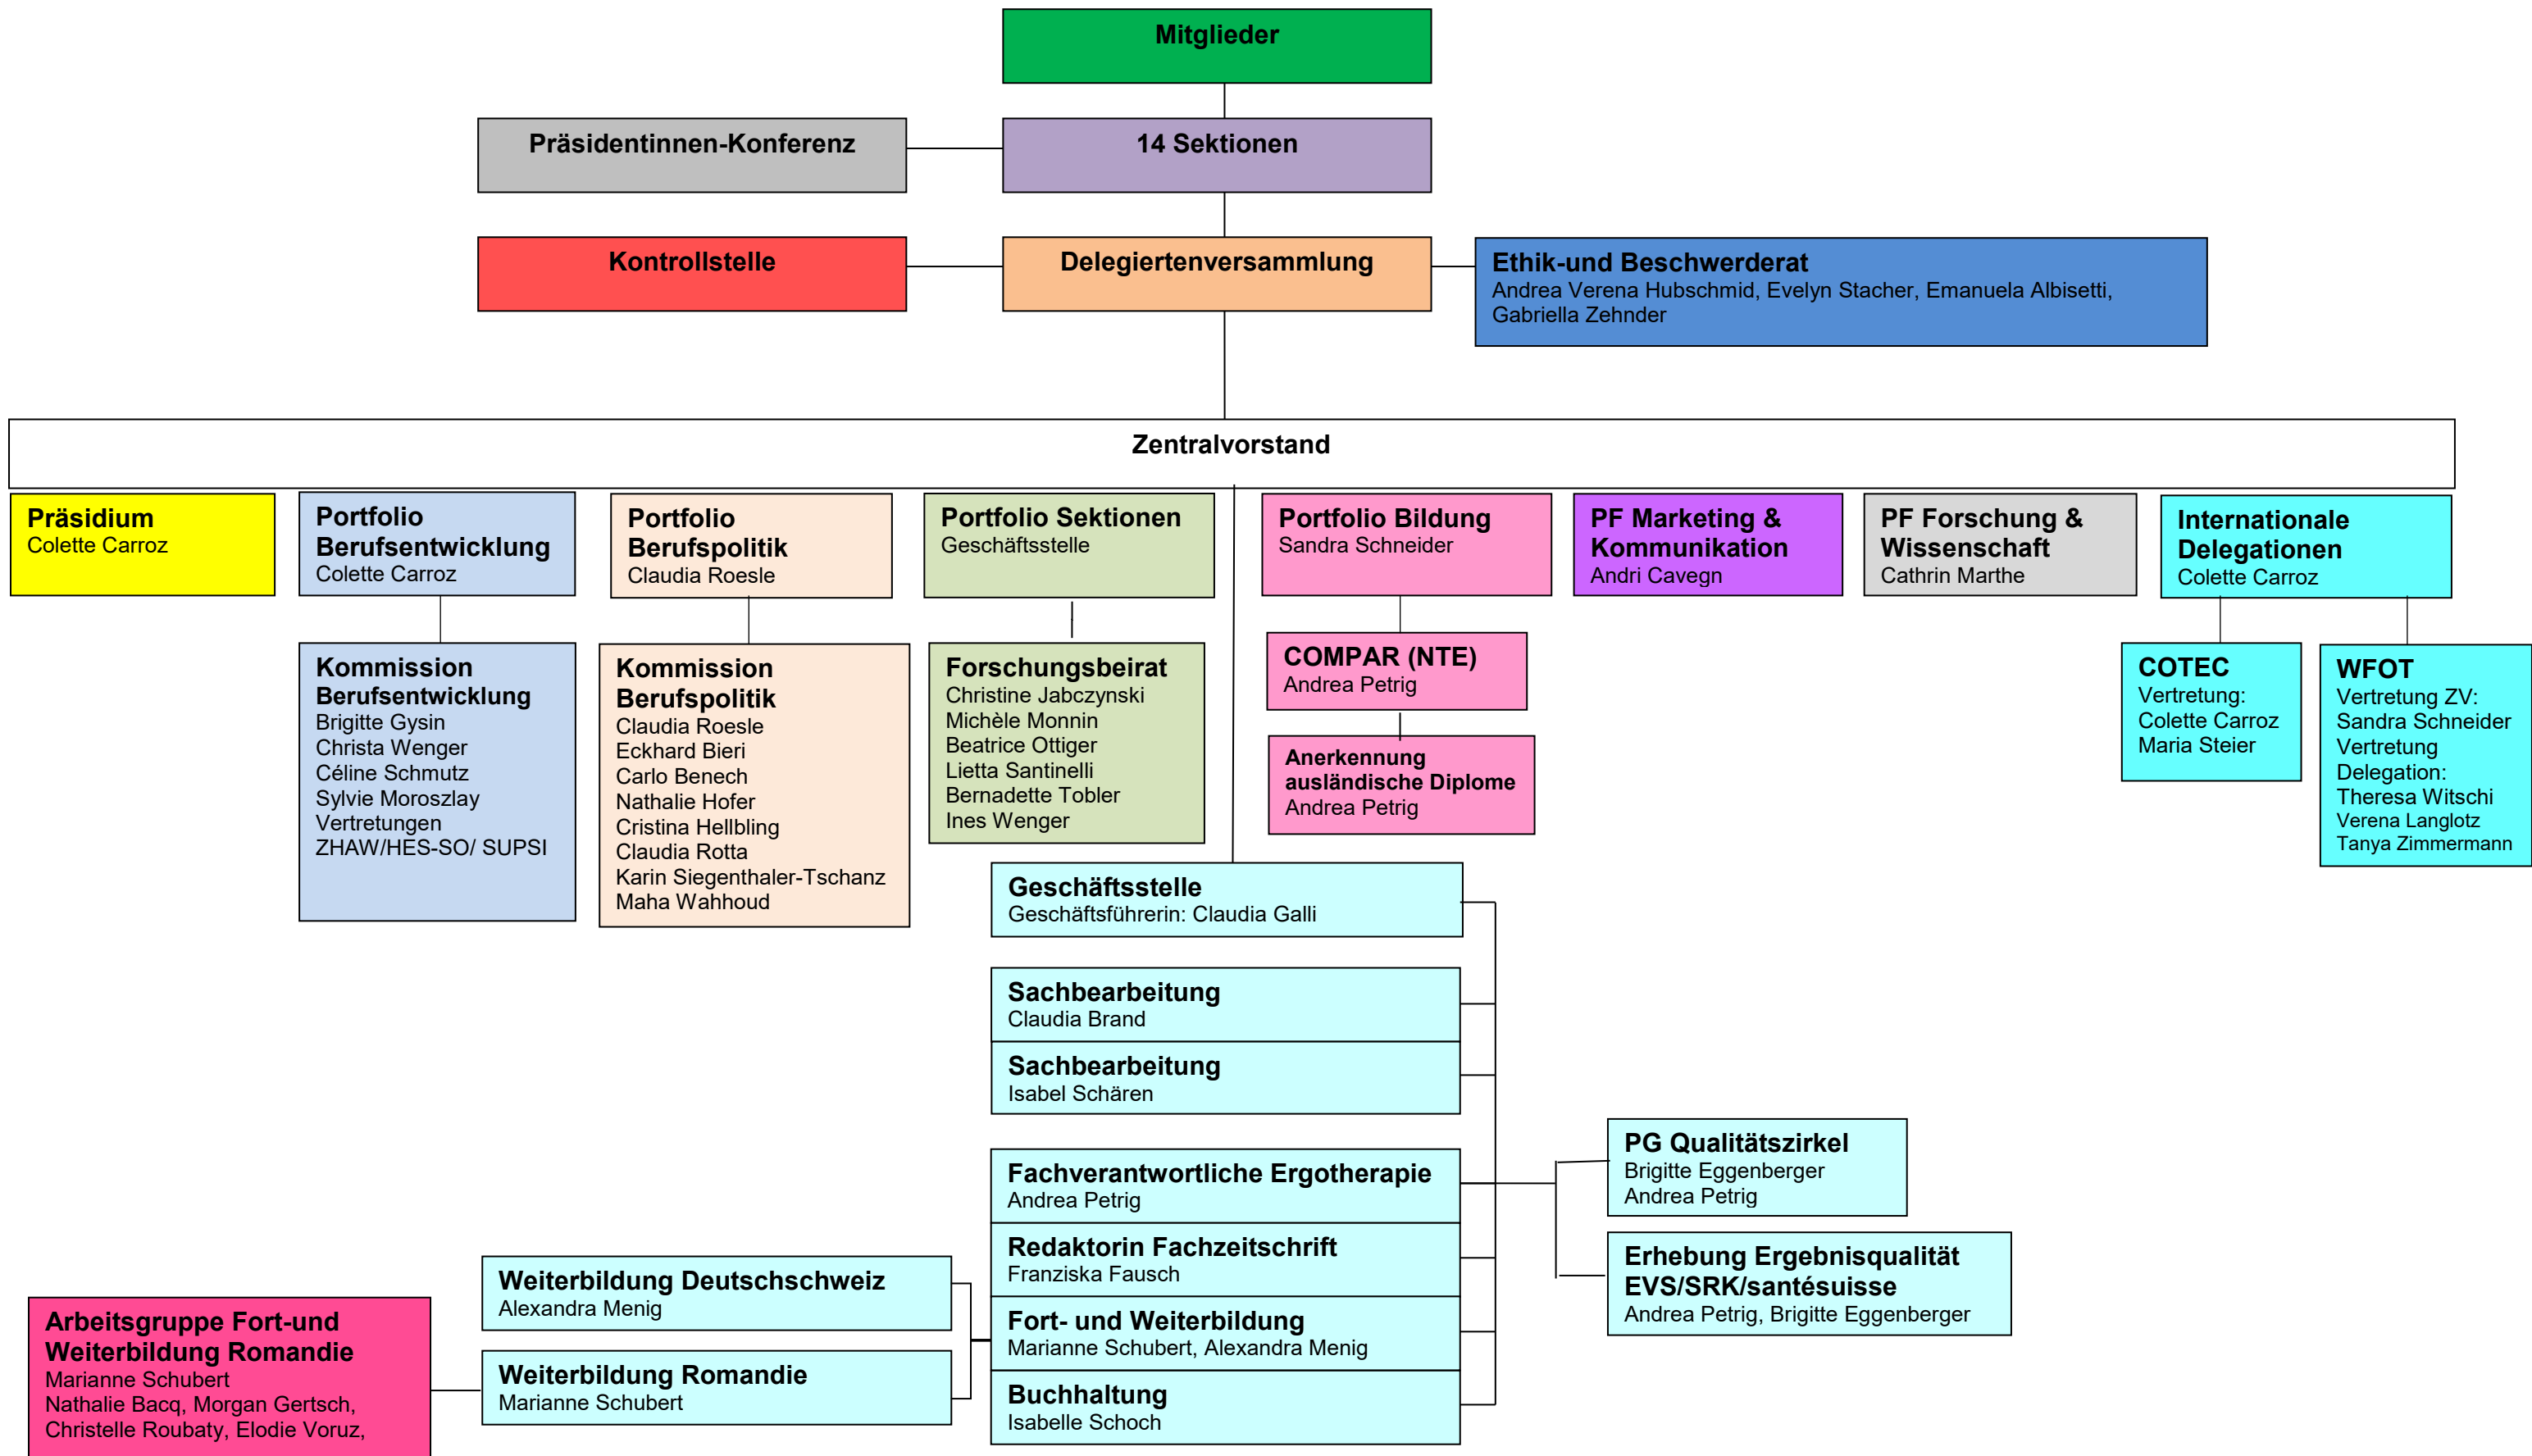 Mitglieder
Präsidentinnen-Konferenz
14 Sektionen
Kontrollstelle
Delegiertenversammlung
Ethik-und Beschwerderat
Andrea Verena Hubschmid, Evelyn Stacher, Emanuela Albisetti,
Gabriella Zehnder
Zentralvorstand
Präsidium
Colette Carroz
Portfolio
Berufsentwicklung
Colette Carroz
Portfolio
Berufspolitik
Claudia Roesle
Portfolio Sektionen
Geschäftsstelle
Portfolio Bildung
Sandra Schneider
PF Marketing &
Kommunikation
Andri Cavegn
PF Forschung &
Wissenschaft
Cathrin Marthe
Internationale
Delegationen
Colette Carroz
Kommission
Berufsentwicklung
Brigitte Gysin
Christa Wenger
Céline Schmutz
Sylvie Moroszlay
Vertretungen
ZHAW/HES-SO/ SUPSI
Kommission
Berufspolitik
Claudia Roesle
Eckhard Bieri
Carlo Benech
Nathalie Hofer
Cristina Hellbling
Claudia Rotta
Karin Siegenthaler-Tschanz
Maha Wahhoud
Forschungsbeirat
Christine Jabczynski
Michèle Monnin
Beatrice Ottiger
Lietta Santinelli
Bernadette Tobler
Ines Wenger
COMPAR (NTE)
Andrea Petrig
Anerkennung
ausländische Diplome
Andrea Petrig
COTEC
Vertretung:
Colette Carroz
Maria Steier
WFOT
Vertretung ZV:
Sandra Schneider
Vertretung
Delegation:
Theresa Witschi
Verena Langlotz
Tanya Zimmermann
Geschäftsstelle
Geschäftsführerin: Claudia Galli
Sachbearbeitung
Claudia Brand
Sachbearbeitung
Isabel Schären
Fachverantwortliche Ergotherapie
Andrea Petrig
Redaktorin Fachzeitschrift
Franziska Fausch
Fort- und Weiterbildung
Marianne Schubert, Alexandra Menig
Buchhaltung
Isabelle Schoch
PG Qualitätszirkel
Brigitte Eggenberger
Andrea Petrig
Erhebung Ergebnisqualität
EVS/SRK/santésuisse
Andrea Petrig, Brigitte Eggenberger
Weiterbildung Deutschschweiz
Alexandra Menig
Weiterbildung Romandie
Marianne Schubert
Arbeitsgruppe Fort-und
Weiterbildung Romandie
Marianne Schubert
Nathalie Bacq, Morgan Gertsch,
Christelle Roubaty, Elodie Voruz,